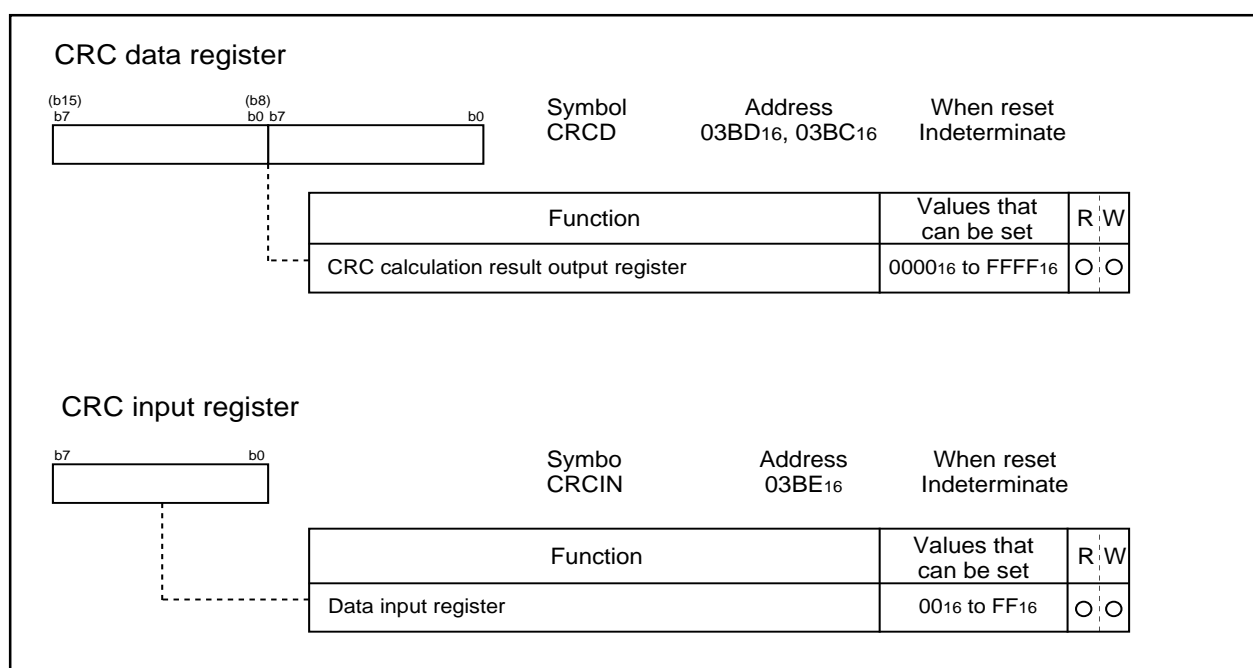 CRC data register
(b15) (b8)
b7 b0 b7 b0
Symbol Address When reset
CRCD 03BD16, 03BC16 Indeterminate
Function Values that can be set R W
CRC calculation result output register 000016 to FFFF16 O O
CRC input register
b7 b0
Symbo Address When reset
CRCIN 03BE16 Indeterminate
Function Values that can be set R W
Data input register 0016 to FF16 O O